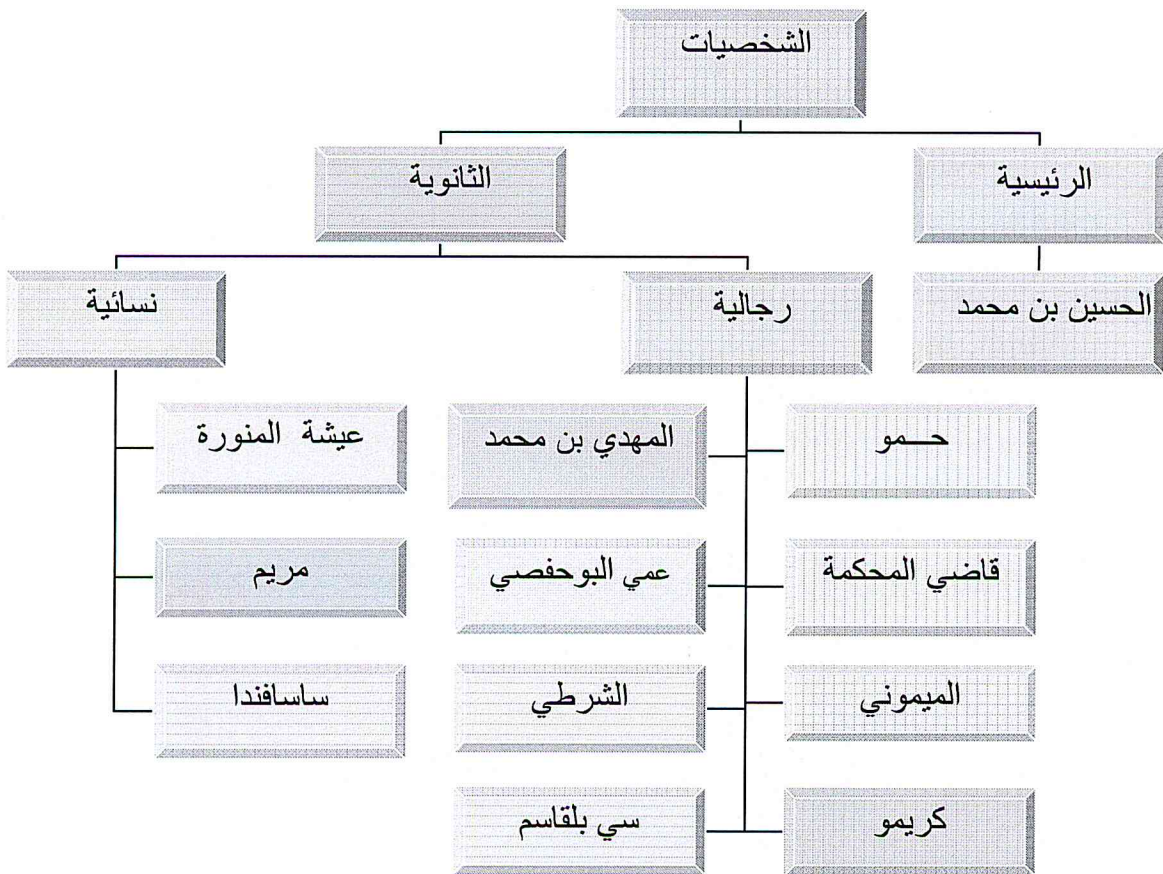 الشخصيات
الرئيسية
الثانوية
الحسين بن محمد
رجالية
نسائية
حـــمو
المهدي بن محمد
عيشة المنورة
قاضي المحكمة
عمي البوحفصي
مريم
الميموني
الشرطي
ساسافندا
كريمو
سي بلقاسم